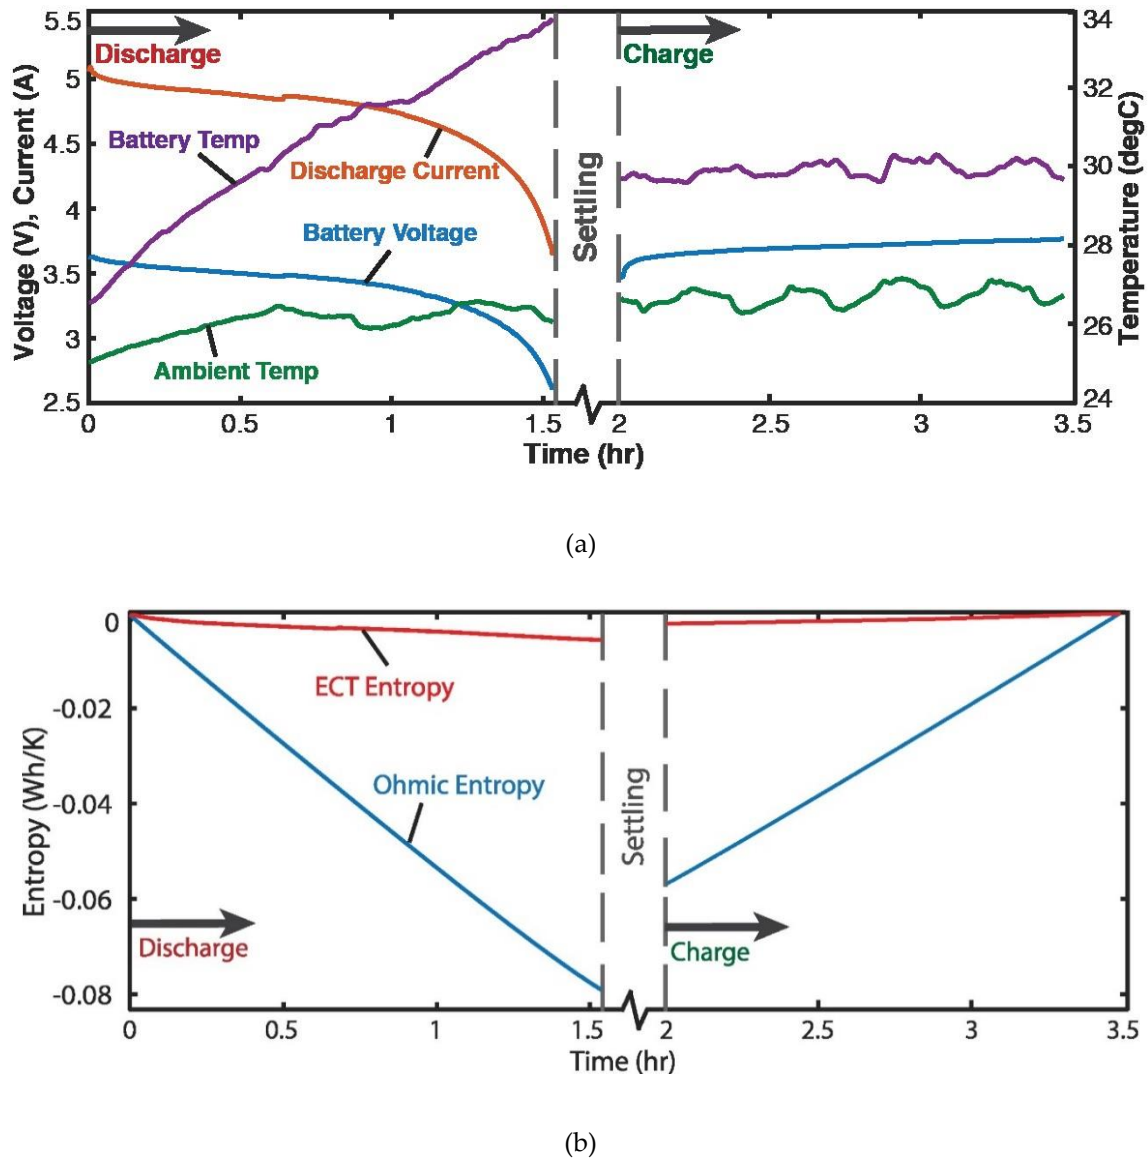 Voltage (V), Current (A)
5.5
5
4.5
4
3.5
3
2.5
Discharge
Battery Temp
Discharge Current
Battery Voltage
Ambient Temp
Settling
Charge
34
32
30
28
26
24
Temperature (degC)
0
0.5
1
1.5
2
2.5
3
3.5
Time (hr)
(a)
Entropy (Wh/K)
0
-0.02
-0.04
-0.06
-0.08
ECT Entropy
Ohmic Entropy
Discharge
Settling
Charge
0
0.5
1
1.5
2
2.5
3
3.5
Time (hr)
(b)